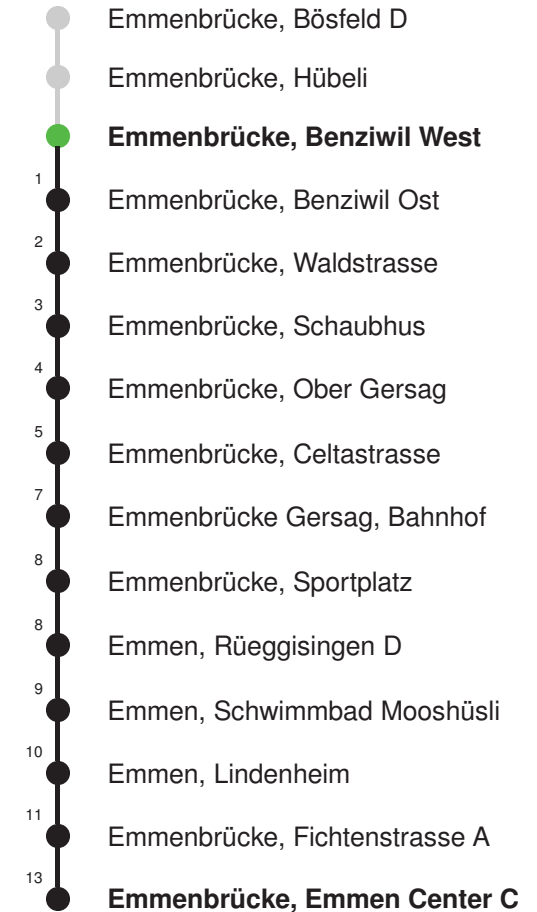 Emmenbrücke, Bösfeld D
Emmenbrücke, Hübeli
Emmenbrücke, Benziwil West
1 Emmenbrücke, Benziwil Ost
2 Emmenbrücke, Waldstrasse
3 Emmenbrücke, Schaubhus
4 Emmenbrücke, Ober Gersag
5 Emmenbrücke, Celtastrasse
7 Emmenbrücke Gersag, Bahnhof
8 Emmenbrücke, Sportplatz
8 Emmen, Rüeggisingen D
9 Emmen, Schwimmbad Mooshüsli
10 Emmen, Lindenheim
11 Emmenbrücke, Fichtenstrasse A
13 Emmenbrücke, Emmen Center C